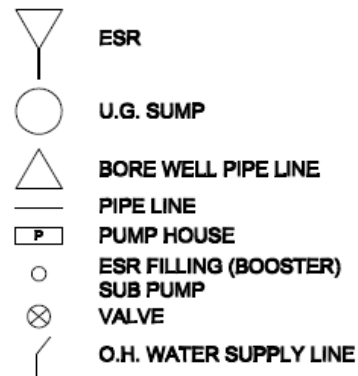 ESR
U.G. SUMP
BORE WELL PIPE LINE
PIPE LINE
P PUMP HOUSE
ESR FILLING (BOOSTER)
SUB PUMP
VALVE
O.H. WATER SUPPLY LINE